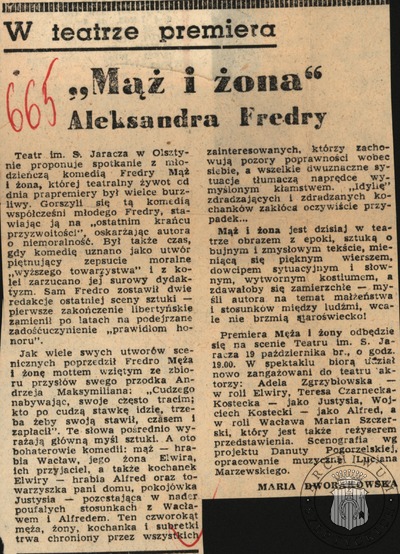 W teatrze premiera
„Mąż i żona“
Aleksandra Fredry
665
Teatr im. S. Jaracza w Olszty-
nie proponuje spotkanie z mło-
dzieńczą komedią Fredry Mąż
i żona, której teatralny żywot od
dnia prapremiery był wielce burz-
liwy. Gorszyli się tą komedią
współcześni młodego Fredry, sta-
wiając ją na „ostatnim krańcu
przyzwoitości", oskarżając autora
o niemoralność. Był także czas,
gdy komedię uznano jako utwór
piętnujący zepsute moralne
„wyższego towarzystwa" i z ko-
lei zarzucano jej surowy dydak-
tyzm. Sam Fredro zostawił dwie
redakcje ostatniej sceny sztuki —
pierwsze zakończenie libertyńskie
zamienił po latach na podejrzane
zadośćuczynienie „prawidłom ho-
noru".
Jak wiele swych utworów sce-
nicznych poprzedził Fredro Męża
i żonę mottem wziętym ze zbio-
ru przysłów swego przodka An-
drzeja Maksymiliana: „Cudzego
nabywając, swoje często tracim;
kto po cudzą stawkę idzie, trze-
ba żeby swoją stawił, czasem i
zapłacił". Te słowa pośrednio wy-
rażają główną myśl sztuki. A oto
bohaterowie komedii: mąż — hra-
bia Wacław, jego żona Elwira,
ich przyjaciel, a także kochanek
Elwiry — hrabia Alfred oraz to-
warzyszka pani domu, pokojówka
Justysia — pozostająca w nader
poufałych stosunkach z Wacła-
wem i Alfredem. Ten czworokąt
męża, żony, kochanka i subretki
trwa chroniony przez wszystkich
zainteresowanych, którzy zacho-
wują pozory poprawności wobec
siebie, a wszelkie dwuznaczne sy-
tuacje tłumaczą naprędce wy-
myślonym kłamstwem. „Idyllę"
zdradzających i zdradzanych ko-
chanków zakłóca oczywiście przy-
padek...
Mąż i żona jest dzisiaj w tea-
trze obrazem z epoki, sztuką o
bujnym i zmysłowym tekście, mie-
niącą się pięknym wierszem,
dowcipem sytuacyjnym i słow-
nym, wytwornym kostiumem, a
zdawałoby się zamierzchłe — my-
śli autora na temat małżeństwa
i stosunków między ludźmi, wca-
le nie brzmią staroświecko.
Premiera Męża i żony odbędzie
się na scenie Teatru im. S. Ja-
racza 19 października br., o godz.
19.00. W spektaklu biorą udział
nowo zangażowani do teatru ak-
torzy: Adela Zgrzybłowska —
w roli Elwiry, Teresa Czarnecka-
Kostecka — jako Justysia, Wojciech
Kostecki — jako Alfred, a w
roli Wacława Marian Szczer-
ski, który jest także reżyserem
przedstawienia. Scenografia wg
projektu Danuty Pogorzelskiej,
opracowanie muzyczne Lucjana
Marzewskiego.
MARIA DWORAKOWSKA